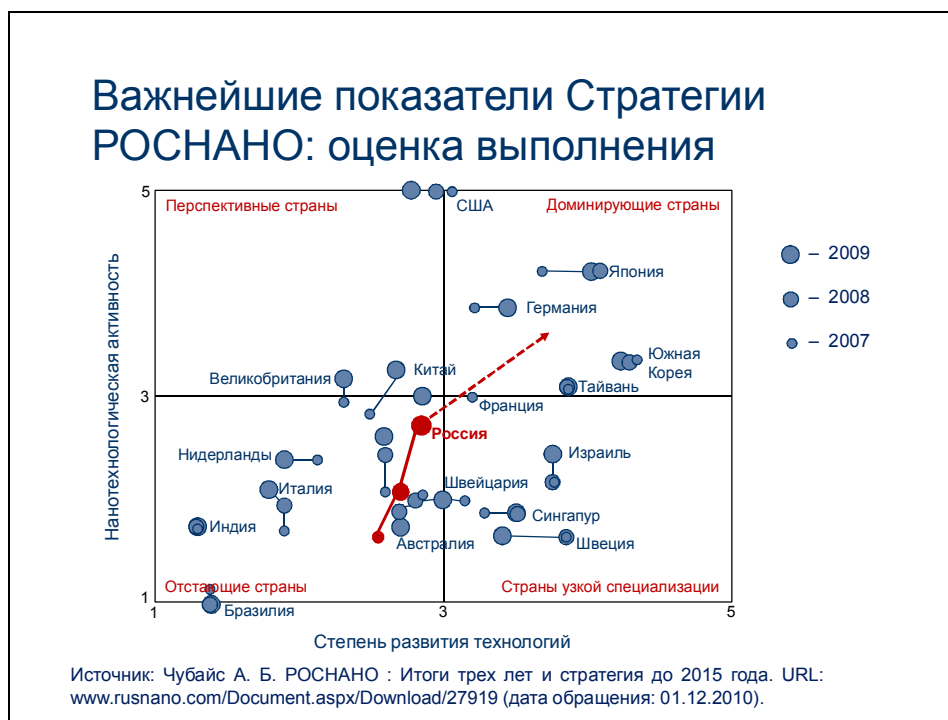 Важнейшие показатели Стратегии
РОСНАНО: оценка выполнения
5
Перспективные страны
США
Доминирующие страны
– 2009
– 2008
– 2007
Нанотехнологическая активность
Япония
Германия
Южная
Корея
Китай
Великобритания
Тайвань
3
Франция
Россия
Нидерланды
Израиль
Италия
Швейцария
Индия
Сингапур
Австралия
Швеция
Отстающие страны
Страны узкой специализации
1
Бразилия
1
3
5
Степень развития технологий
Источник: Чубайс А. Б. РОСНАНО : Итоги трех лет и стратегия до 2015 года. URL:
www.rusnano.com/Document.aspx/Download/27919 (дата обращения: 01.12.2010).